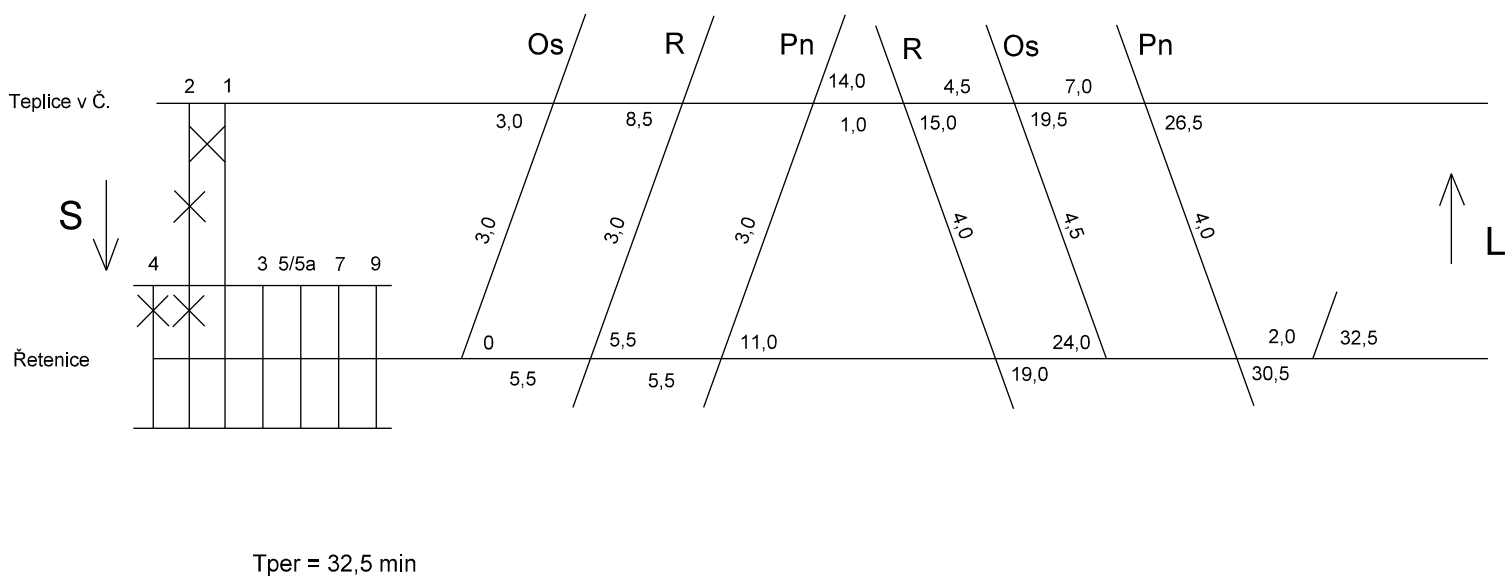 Os R Pn R Os Pn
14,0 4,5 7,0
2 1
Teplice v Č.
3,0 8,5 1,0 15,0 19,5 26,5
S
3,0 3,0 3,0 4,0 4,5 4,0
L
4 3 5/5a 7 9
0 5,5 11,0 24,0 2,0 32,5
Řetenice
5,5 5,5 19,0 30,5
Tper = 32,5 min